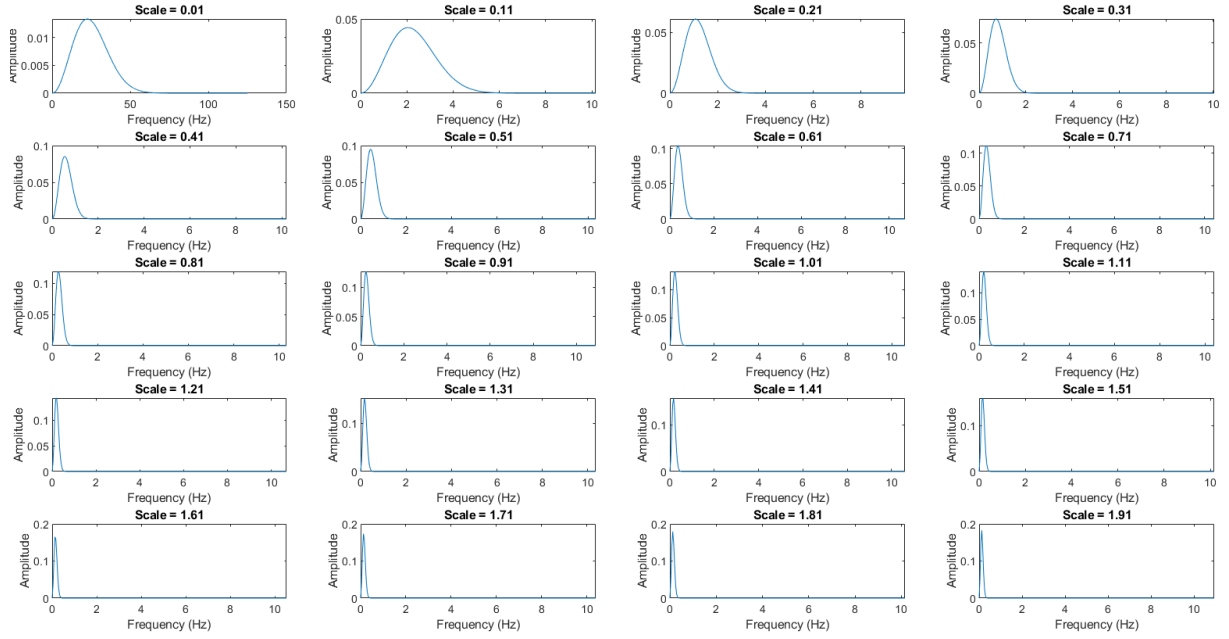 Scale = 0.01
Amplitude
0.01
0.005
0
0 50 100 150
Frequency (Hz)
Scale = 0.11
Amplitude
0.05
0
0 2 4 6 8 10
Frequency (Hz)
Scale = 0.21
Amplitude
0.05
0
0 2 4 6 8
Frequency (Hz)
Scale = 0.31
Amplitude
0.05
0
0 2 4 6 8 10
Frequency (Hz)
Scale = 0.41
Amplitude
0.1
0.05
0
0 2 4 6 8 10
Frequency (Hz)
Scale = 0.51
Amplitude
0.1
0.05
0
0 2 4 6 8 10
Frequency (Hz)
Scale = 0.61
Amplitude
0.1
0.05
0
0 2 4 6 8 10
Frequency (Hz)
Scale = 0.71
Amplitude
0.1
0.05
0
0 2 4 6 8 10
Frequency (Hz)
Scale = 0.81
Amplitude
0.1
0.05
0
0 2 4 6 8 10
Frequency (Hz)
Scale = 0.91
Amplitude
0.1
0.05
0
0 2 4 6 8 10
Frequency (Hz)
Scale = 1.01
Amplitude
0.1
0.05
0
0 2 4 6 8 10
Frequency (Hz)
Scale = 1.11
Amplitude
0.1
0.05
0
0 2 4 6 8 10
Frequency (Hz)
Scale = 1.21
Amplitude
0.1
0.05
0
0 2 4 6 8 10
Frequency (Hz)
Scale = 1.31
Amplitude
0.1
0.05
0
0 2 4 6 8 10
Frequency (Hz)
Scale = 1.41
Amplitude
0.1
0
0 2 4 6 8 10
Frequency (Hz)
Scale = 1.51
Amplitude
0.1
0
0 2 4 6 8 10
Frequency (Hz)
Scale = 1.61
Amplitude
0.2
0.1
0
0 2 4 6 8 10
Frequency (Hz)
Scale = 1.71
Amplitude
0.2
0.1
0
0 2 4 6 8 10
Frequency (Hz)
Scale = 1.81
Amplitude
0.2
0.1
0
0 2 4 6 8 10
Frequency (Hz)
Scale = 1.91
Amplitude
0.2
0.1
0
0 2 4 6 8 10
Frequency (Hz)